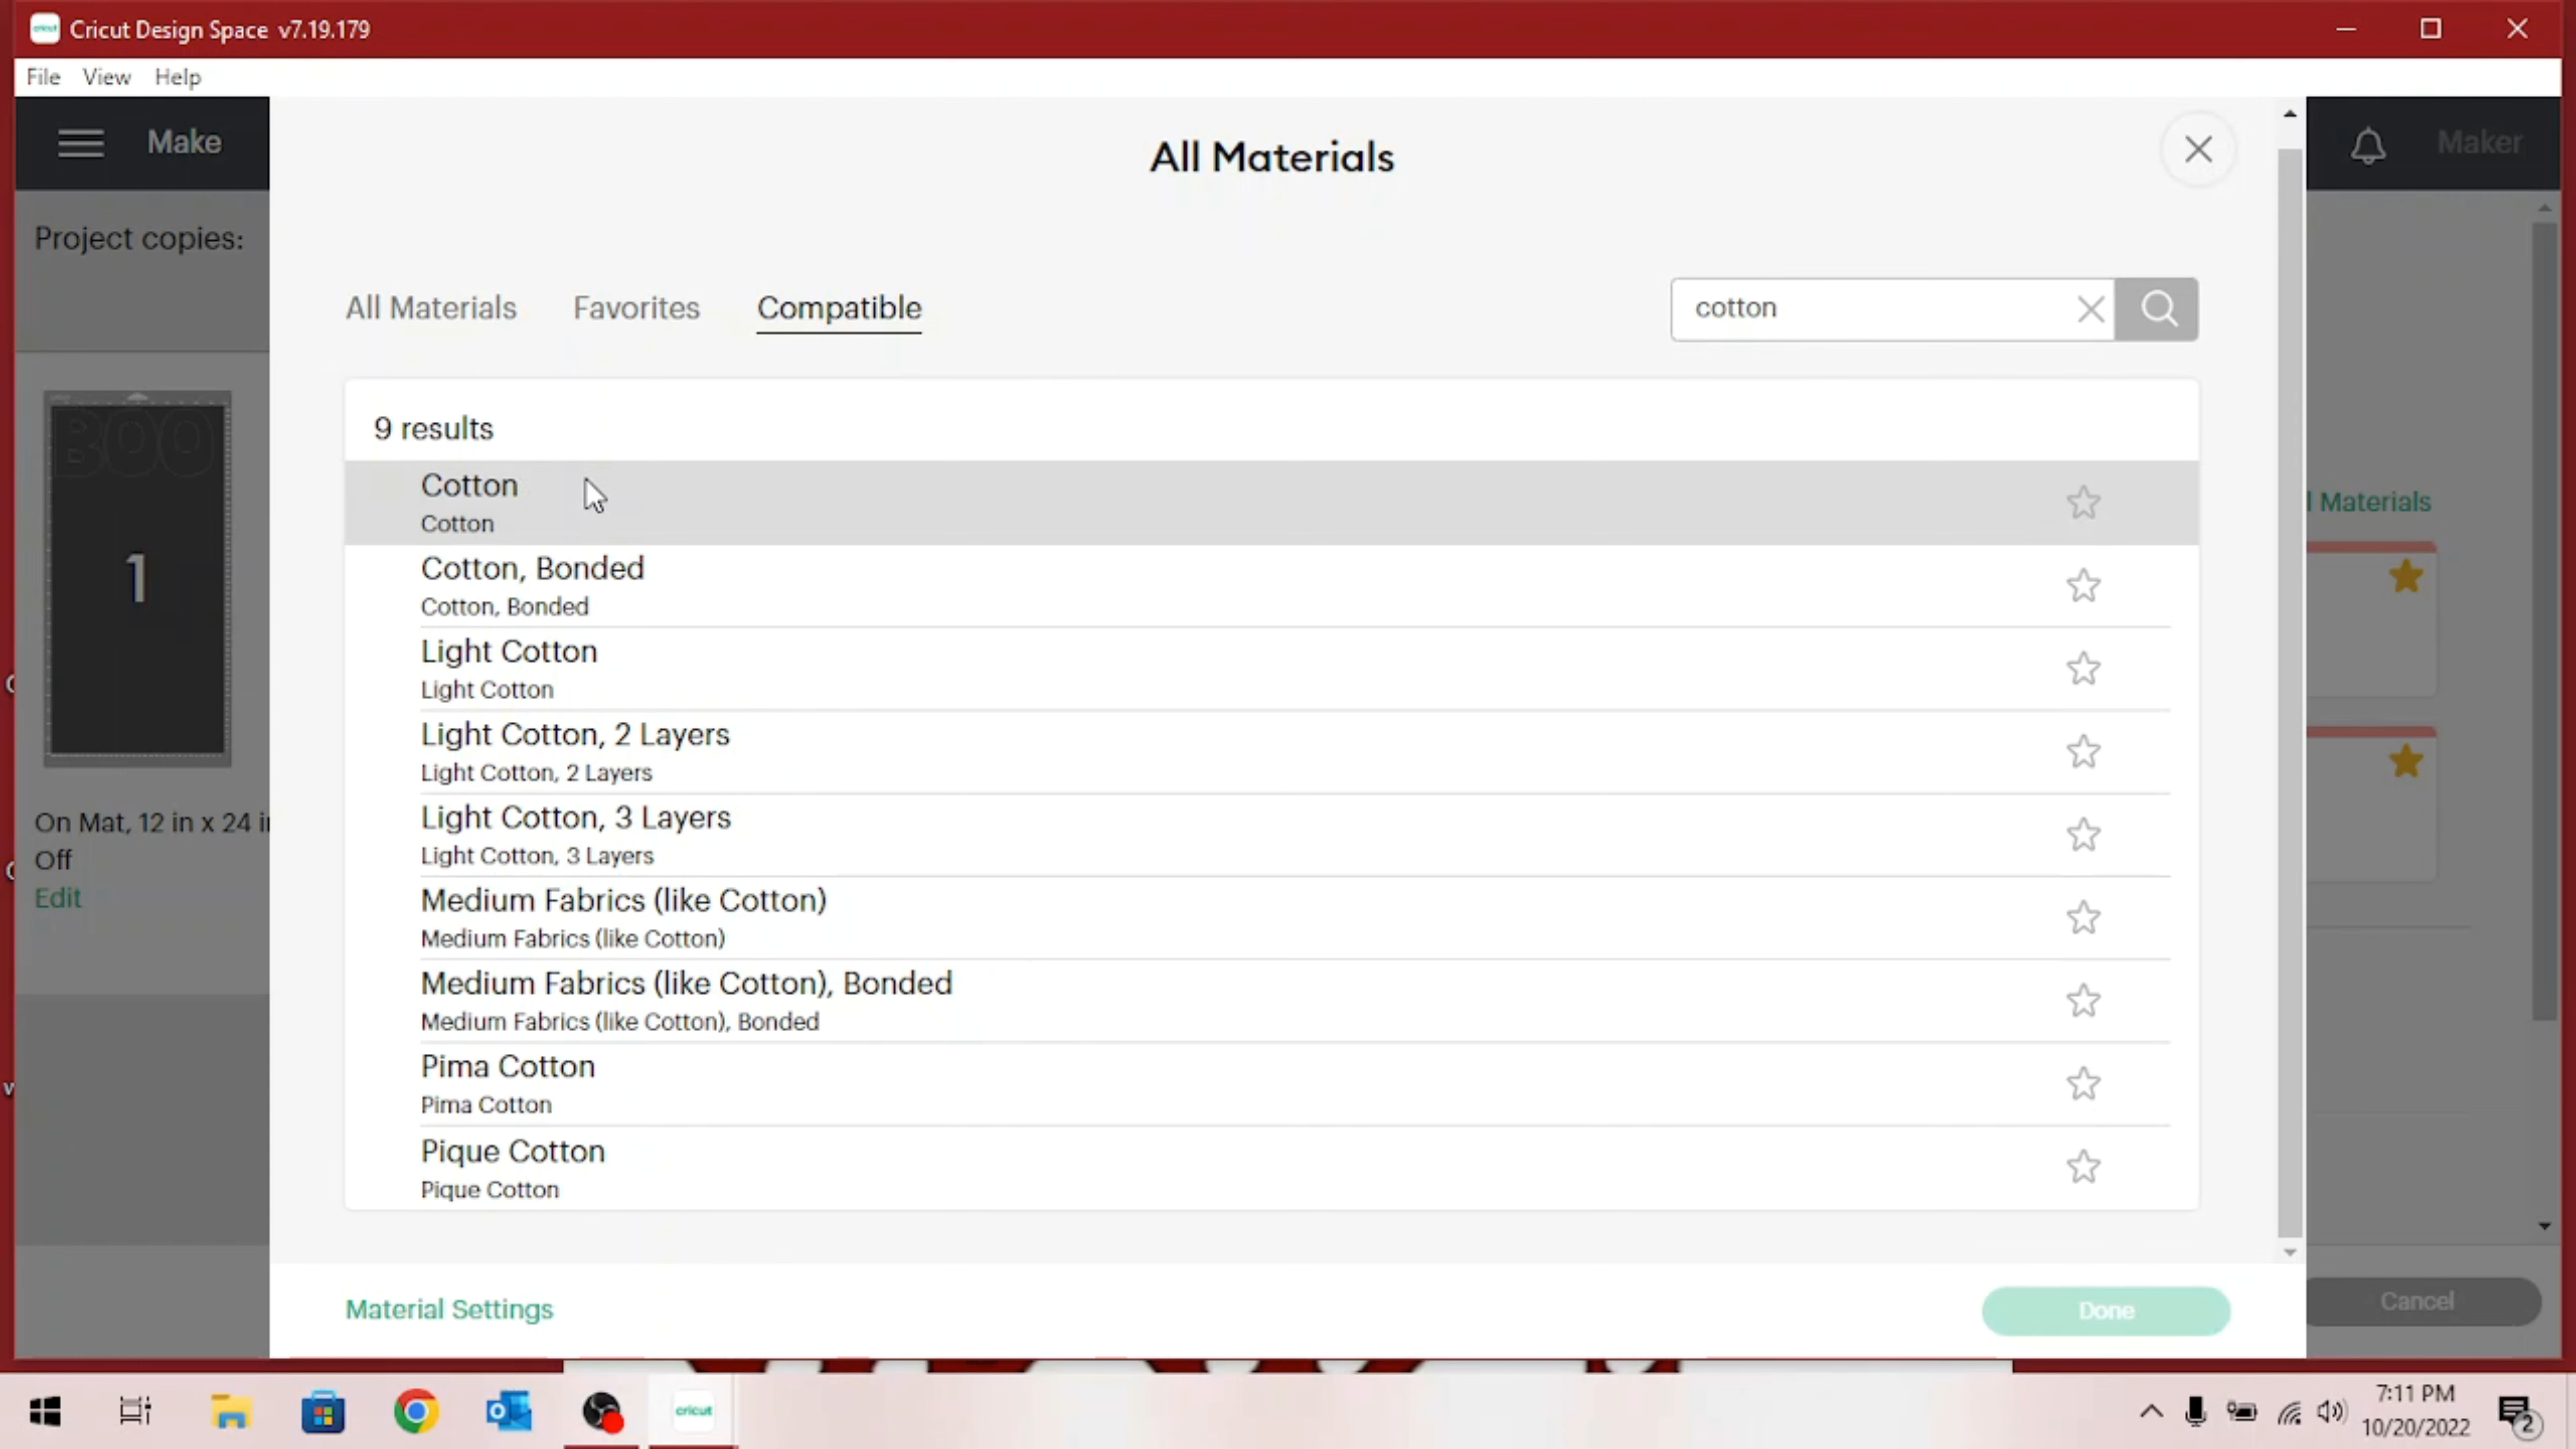 cricut Cricut Design Space v7.19.179
File View Help
Make
All Materials
Maker
Project copies:
All Materials Favorites Compatible
cotton
9 results
BOO
1
Cotton
Cotton
l Materials
Cotton, Bonded
Cotton, Bonded
Light Cotton
Light Cotton
Light Cotton, 2 Layers
Light Cotton, 2 Layers
Light Cotton, 3 Layers
Light Cotton, 3 Layers
On Mat, 12 in x 24 i
Off
Edit
Medium Fabrics (like Cotton)
Medium Fabrics (like Cotton)
Medium Fabrics (like Cotton), Bonded
Medium Fabrics (like Cotton), Bonded
Pima Cotton
Pima Cotton
Pique Cotton
Pique Cotton
Material Settings
Done
Cancel
cricut
7:11 PM
10/20/2022
2